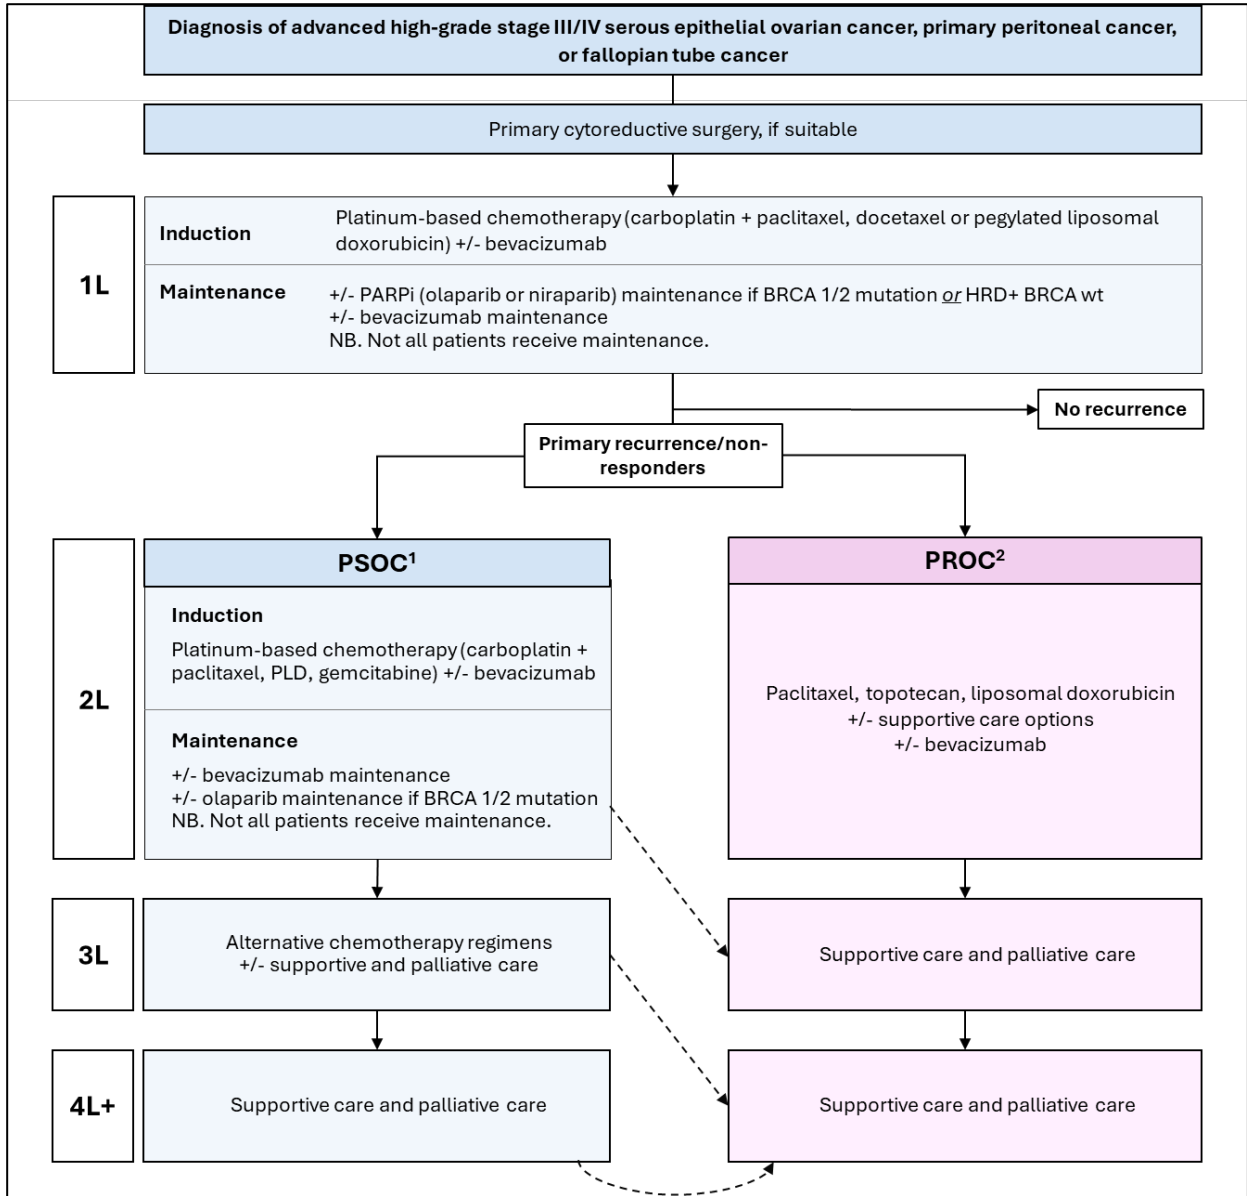 Diagnosis of advanced high-grade stage III/IV serous epithelial ovarian cancer, primary peritoneal cancer,
or fallopian tube cancer
Primary cytoreductive surgery, if suitable
1L
Induction
Platinum-based chemotherapy (carboplatin + paclitaxel, docetaxel or pegylated liposomal
doxorubicin) +/- bevacizumab
Maintenance
+/- PARPi (olaparib or niraparib) maintenance if BRCA 1/2 mutation or HRD+ BRCA wt
+/- bevacizumab maintenance
NB. Not all patients receive maintenance.
No recurrence
Primary recurrence/non-
responders
2L
PSOC¹
Induction
Platinum-based chemotherapy (carboplatin +
paclitaxel, PLD, gemcitabine) +/- bevacizumab
Maintenance
+/- bevacizumab maintenance
+/- olaparib maintenance if BRCA 1/2 mutation
NB. Not all patients receive maintenance.
PROC²
Paclitaxel, topotecan, liposomal doxorubicin
+/- supportive care options
+/- bevacizumab
3L
Alternative chemotherapy regimens
+/- supportive and palliative care
Supportive care and palliative care
4L+
Supportive care and palliative care
Supportive care and palliative care